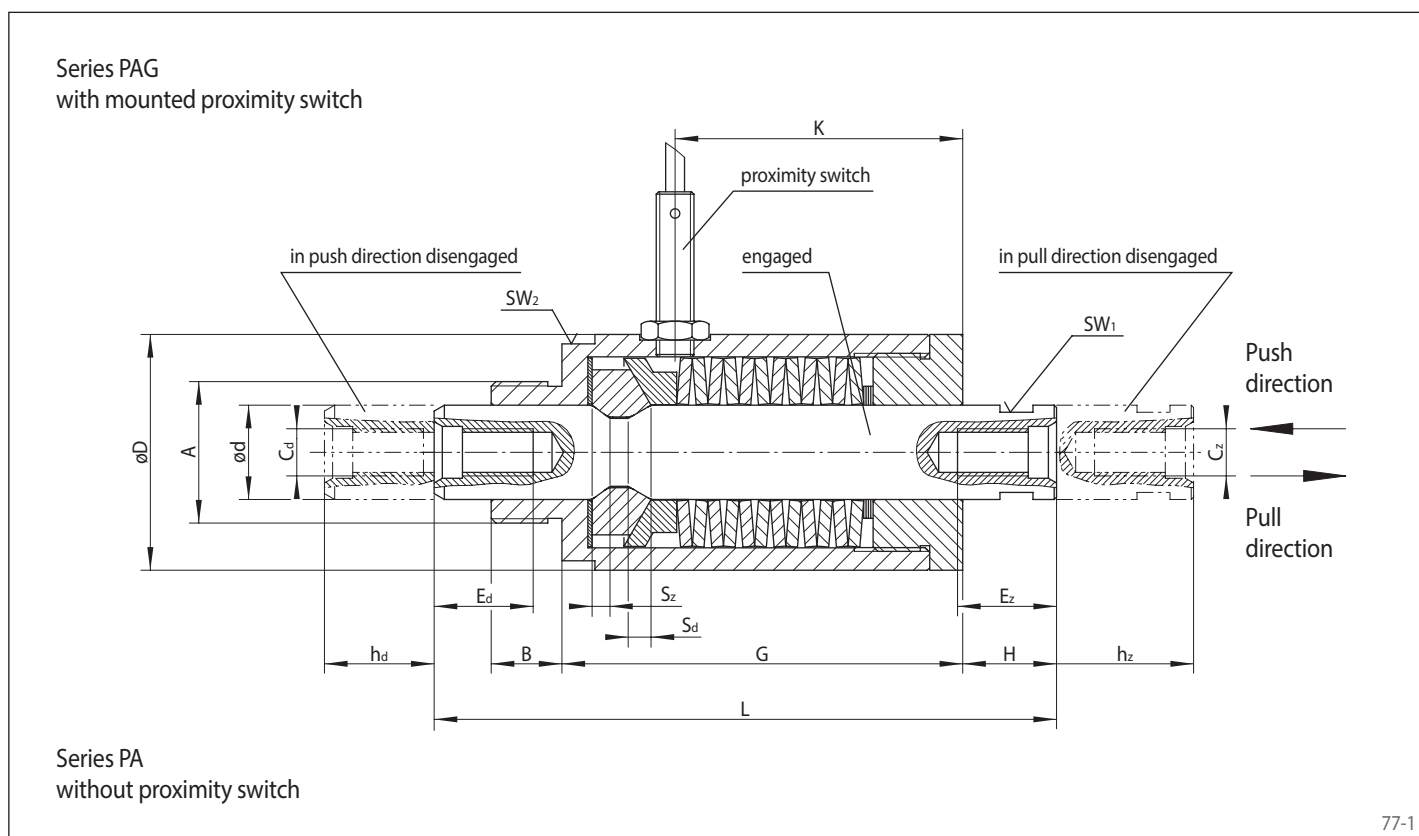 Series PAG
with mounted proximity switch
K
proximity switch
in push direction disengaged
engaged
in pull direction disengaged
SW2
SW1
Push
direction
øD
A
ød
Cd
Cz
Pull
direction
Ed
Sz
Ez
Sd
hd
B
G
H
hz
L
Series PA
without proximity switch
77-1